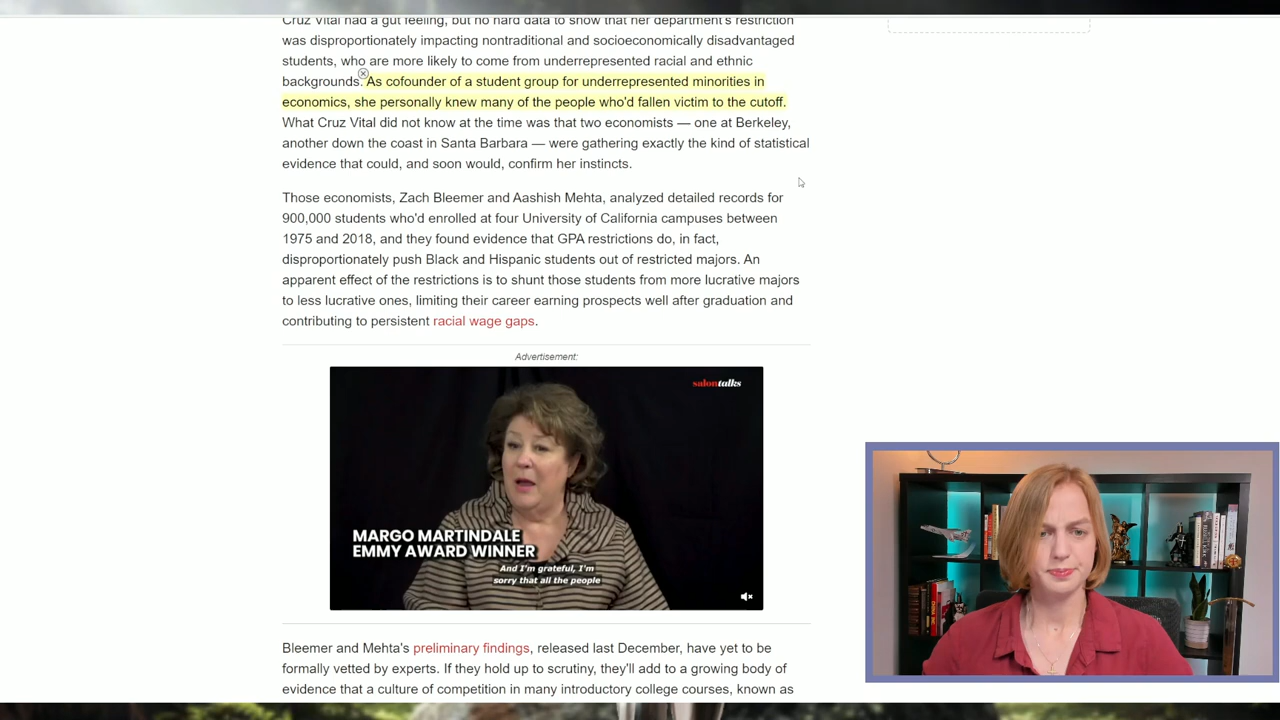 Cruz Vital had a gut feeling, but no hard data to show that her department's restriction
was disproportionately impacting nontraditional and socioeconomically disadvantaged
students, who are more likely to come from underrepresented racial and ethnic
backgrounds. As cofounder of a student group for underrepresented minorities in
economics, she personally knew many of the people who'd fallen victim to the cutoff.
What Cruz Vital did not know at the time was that two economists — one at Berkeley,
another down the coast in Santa Barbara — were gathering exactly the kind of statistical
evidence that could, and soon would, confirm her instincts.
Those economists, Zach Bleemer and Aashish Mehta, analyzed detailed records for
900,000 students who'd enrolled at four University of California campuses between
1975 and 2018, and they found evidence that GPA restrictions do, in fact,
disproportionately push Black and Hispanic students out of restricted majors. An
apparent effect of the restrictions is to shunt those students from more lucrative majors
to less lucrative ones, limiting their career earning prospects well after graduation and
contributing to persistent racial wage gaps.
Advertisement:
salontalks
MARGO MARTINDALE
EMMY AWARD WINNER
And I'm grateful, I'm
sorry that all the people
Bleemer and Mehta's preliminary findings, released last December, have yet to be
formally vetted by experts. If they hold up to scrutiny, they'll add to a growing body of
evidence that a culture of competition in many introductory college courses, known as